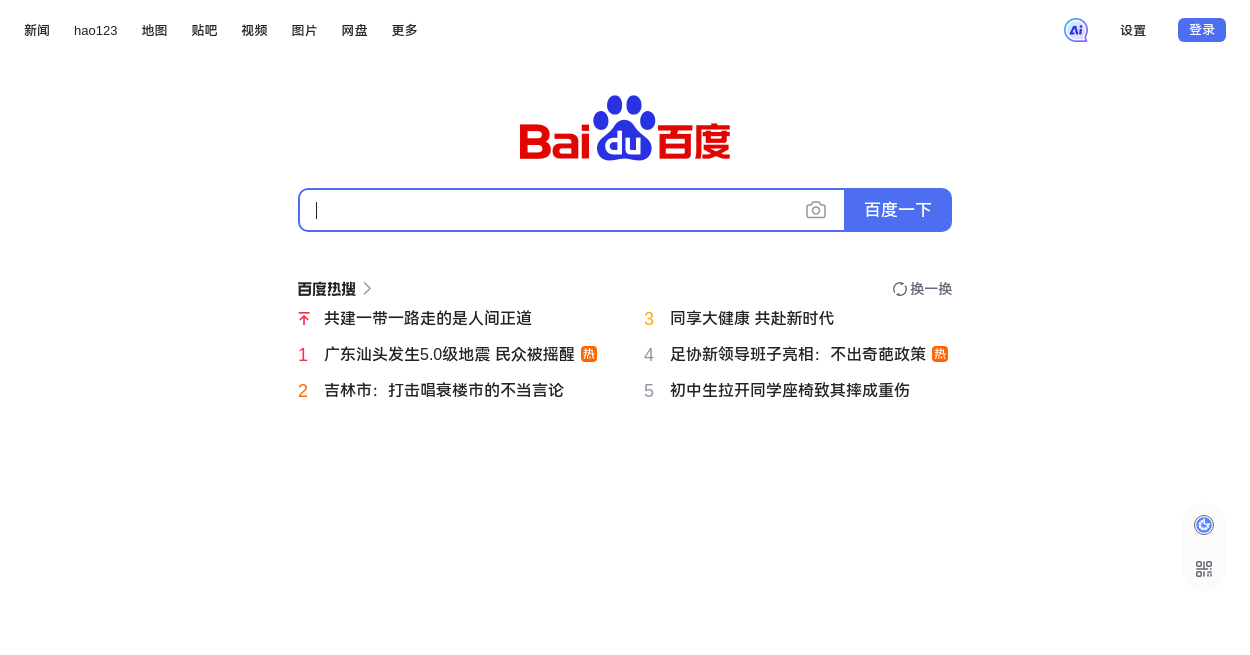 新闻 hao123 地图 贴吧 视频 图片 网盘 更多 Ai 设置 登录
Bai du 百度
百度一下
百度热搜 换一换
共建一带一路走的是人间正道
1 广东汕头发生5.0级地震 民众被摇醒 热
2 吉林市：打击唱衰楼市的不当言论
3 同享大健康 共赴新时代
4 足协新领导班子亮相：不出奇葩政策 热
5 初中生拉开同学座椅致其摔成重伤